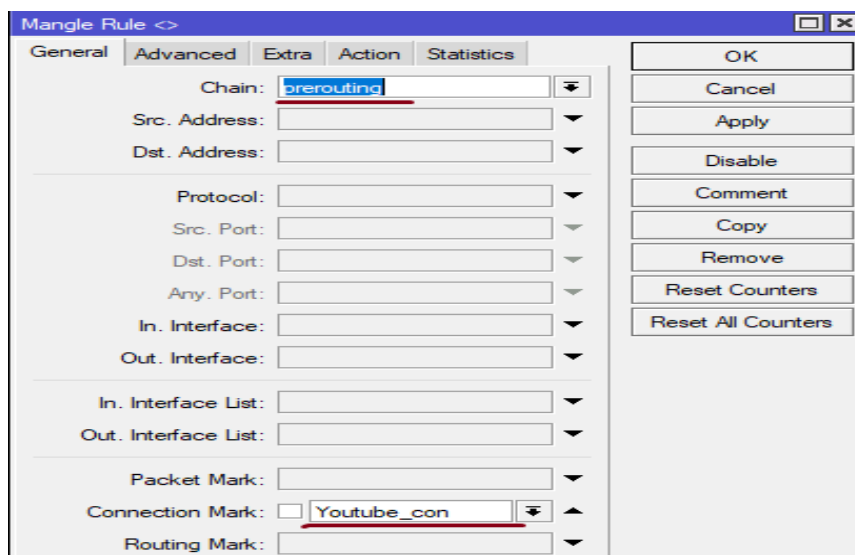 Mangle Rule <>
General Advanced Extra Action Statistics
Chain: prerouting
Src. Address:
Dst. Address:
Protocol:
Src. Port:
Dst. Port:
Any. Port:
In. Interface:
Out. Interface:
In. Interface List:
Out. Interface List:
Packet Mark:
Connection Mark: Youtube_con
Routing Mark:
OK
Cancel
Apply
Disable
Comment
Copy
Remove
Reset Counters
Reset All Counters